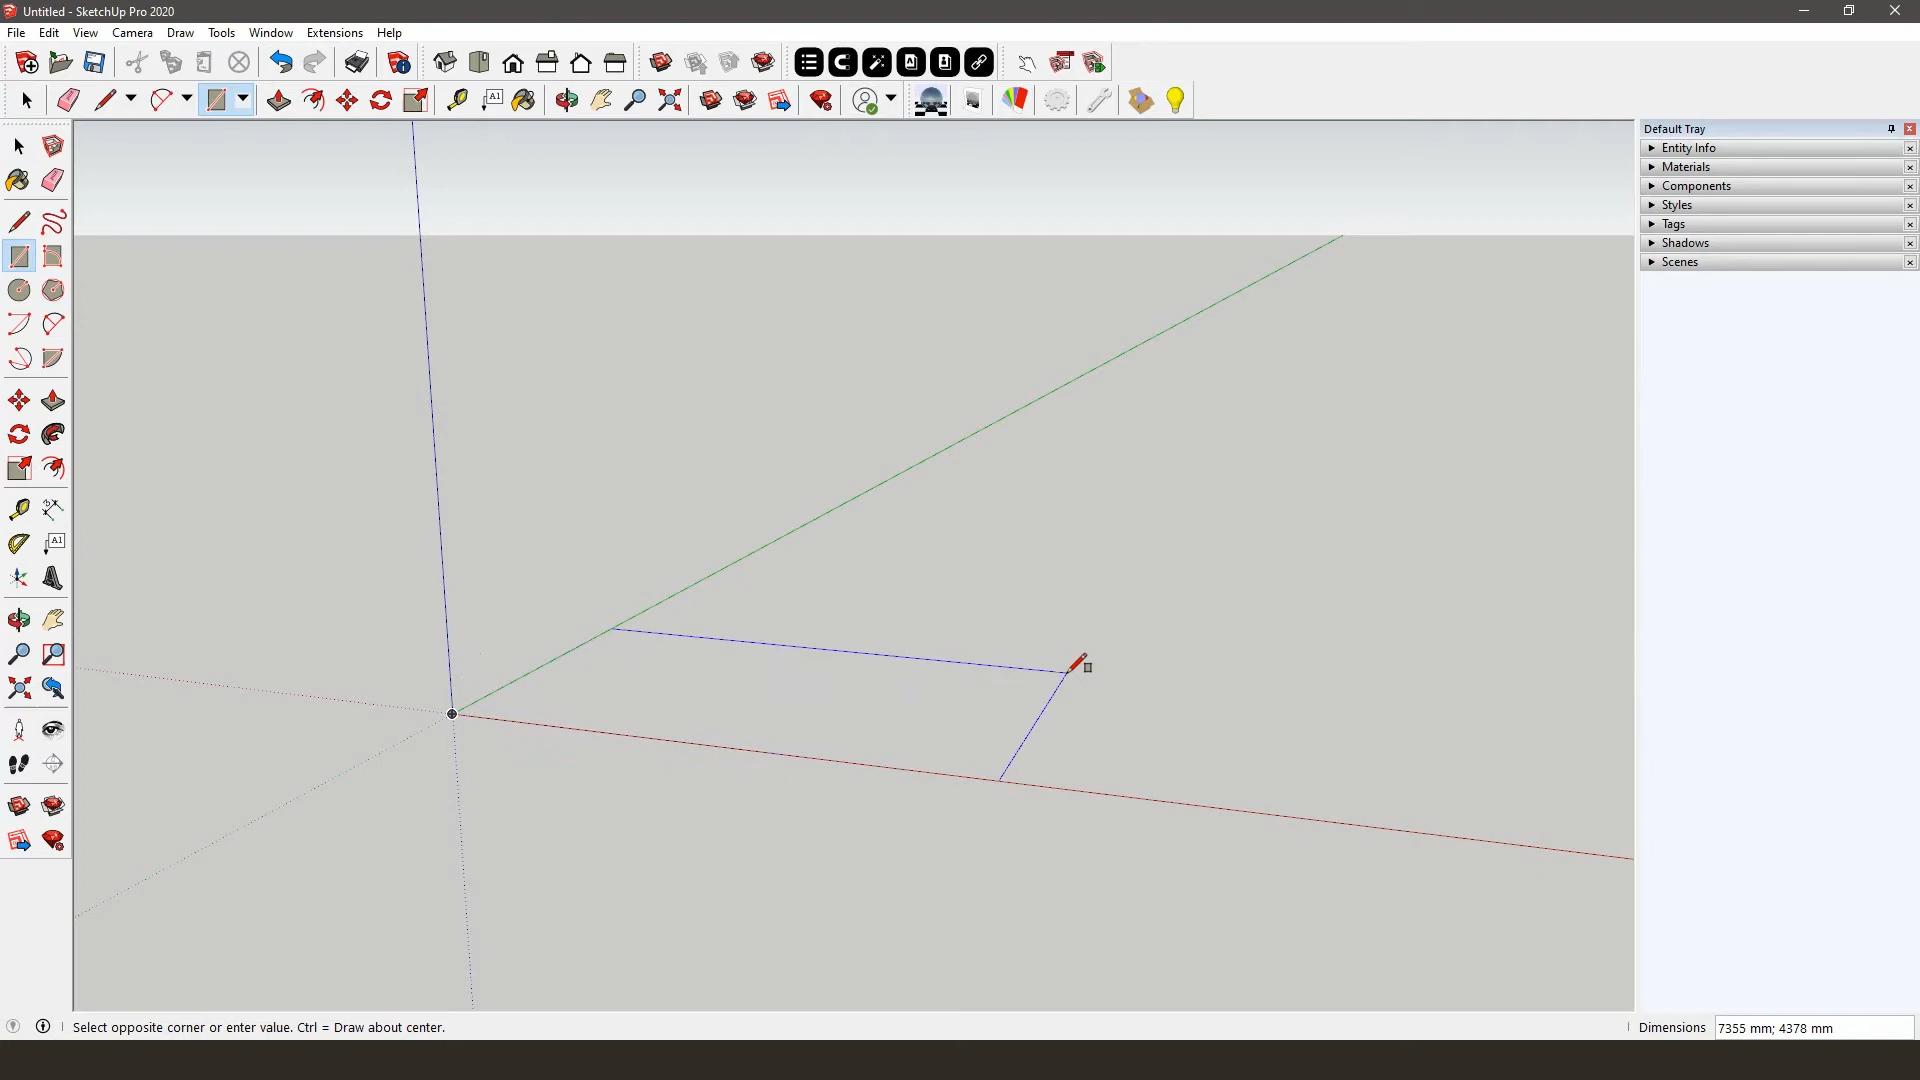 Untitled - SketchUp Pro 2020
File Edit View Camera Draw Tools Window Extensions Help
A1
Default Tray
Entity Info
Materials
Components
Styles
Tags
Shadows
Scenes
A1
Select opposite corner or enter value. Ctrl = Draw about center.
Dimensions 7355 mm; 4378 mm